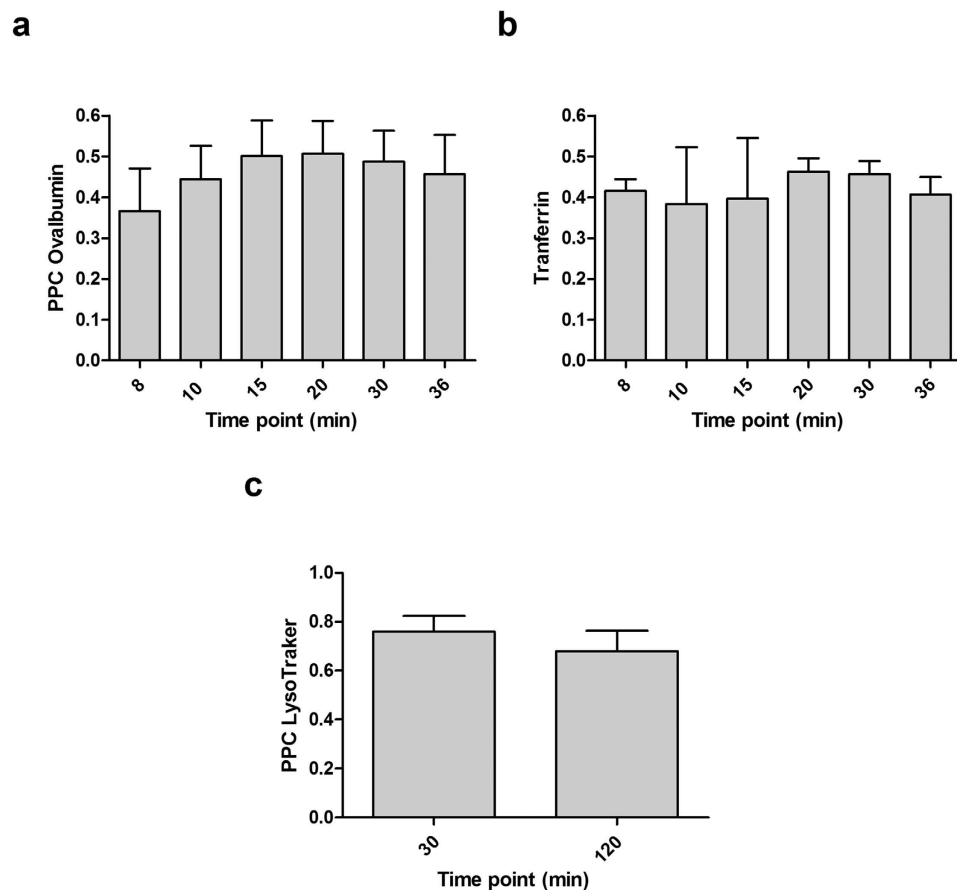 a
PPC Ovalbumin
0.6
0.5
0.4
0.3
0.2
0.1
0.0
8 10 15 20 30 36
Time point (min)
b
Tranferrin
0.6
0.5
0.4
0.3
0.2
0.1
0.0
8 10 15 20 30 36
Time point (min)
c
PPC LysoTraker
1.0
0.8
0.6
0.4
0.2
0.0
30 120
Time point (min)